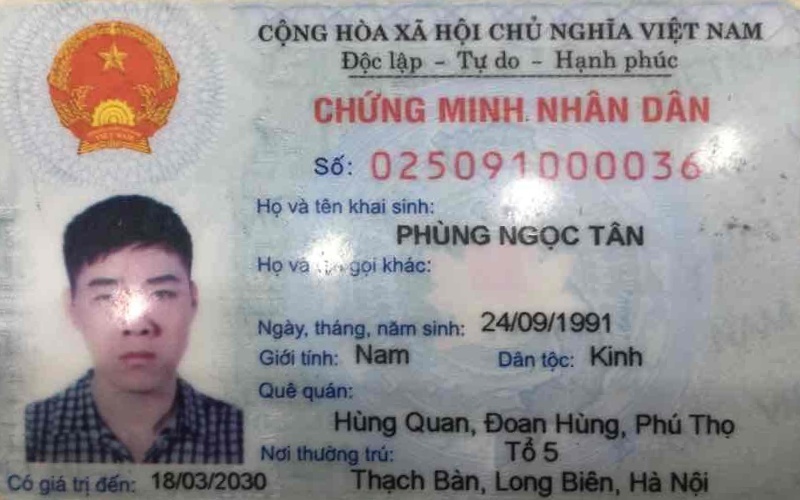 CỘNG HÒA XÃ HỘI CHỦ NGHĨA VIỆT NAM
Độc lập - Tự do - Hạnh phúc
CHỨNG MINH NHÂN DÂN
Số: 025091000036
Họ và tên khai sinh:
PHÙNG NGỌC TÂN
Họ và gọi khác:
Ngày, tháng, năm sinh: 24/09/1991
Giới tính: Nam Dân tộc: Kinh
Quê quán:
Hùng Quan, Đoan Hùng, Phú Thọ
Nơi thường trú: Tổ 5
Thạch Bàn, Long Biên, Hà Nội
Có giá trị đến: 18/03/2030
VIỆT NAM